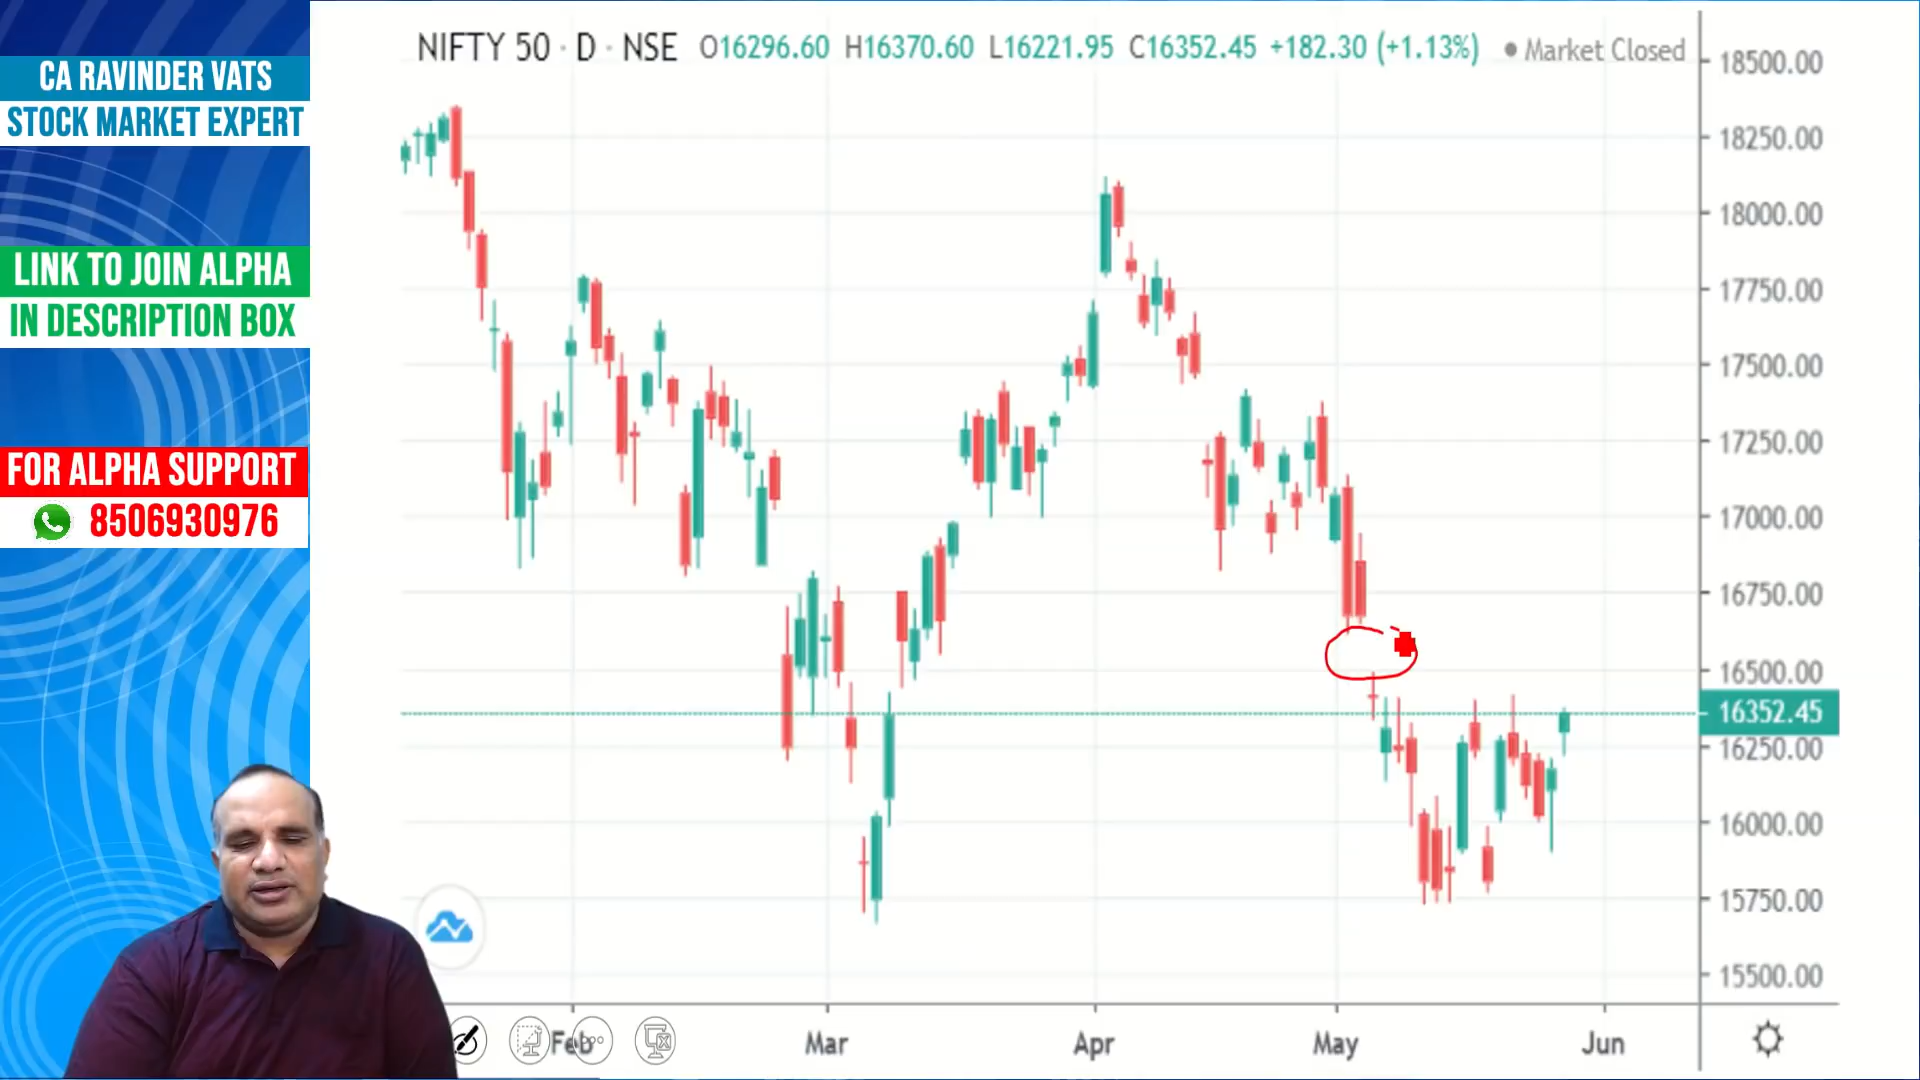 CA RAVINDER VATS
STOCK MARKET EXPERT
LINK TO JOIN ALPHA
IN DESCRIPTION BOX
FOR ALPHA SUPPORT
8506930976
NIFTY 50 · D · NSE O16296.60 H16370.60 L16221.95 C16352.45 +182.30 (+1.13%) Market Closed
18500.00
18250.00
18000.00
17750.00
17500.00
17250.00
17000.00
16750.00
16500.00
16352.45
16250.00
16000.00
15750.00
15500.00
Feb Mar Apr May Jun